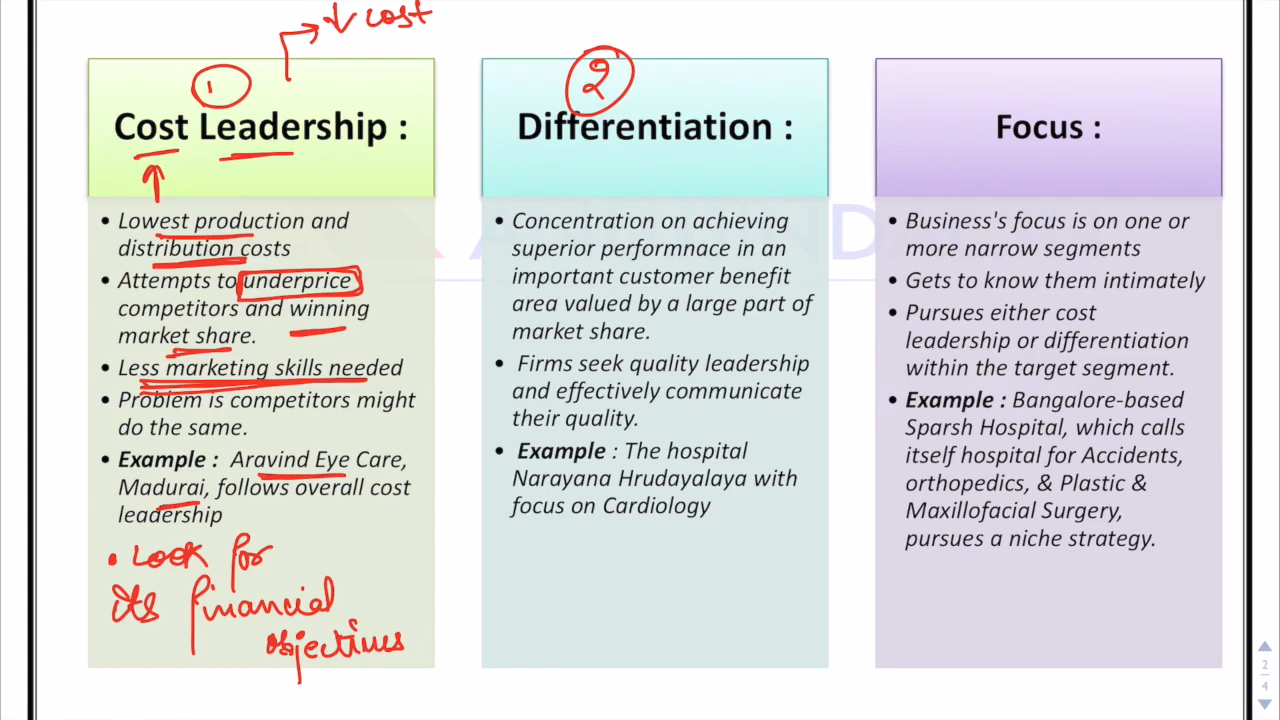 ↓ cost
1
Cost Leadership :
• Lowest production and
distribution costs
• Attempts to underprice
competitors and winning
market share.
• Less marketing skills needed
• Problem is competitors might
do the same.
• Example : Aravind Eye Care,
Madurai, follows overall cost
leadership
• Look for
its financial
objectives
2
Differentiation :
• Concentration on achieving
superior performnace in an
important customer benefit
area valued by a large part of
market share.
• Firms seek quality leadership
and effectively communicate
their quality.
• Example : The hospital
Narayana Hrudayalaya with
focus on Cardiology
Focus :
• Business's focus is on one or
more narrow segments
• Gets to know them intimately
• Pursues either cost
leadership or differentiation
within the target segment.
• Example : Bangalore-based
Sparsh Hospital, which calls
itself hospital for Accidents,
orthopedics, & Plastic &
Maxillofacial Surgery,
pursues a niche strategy.
2
4